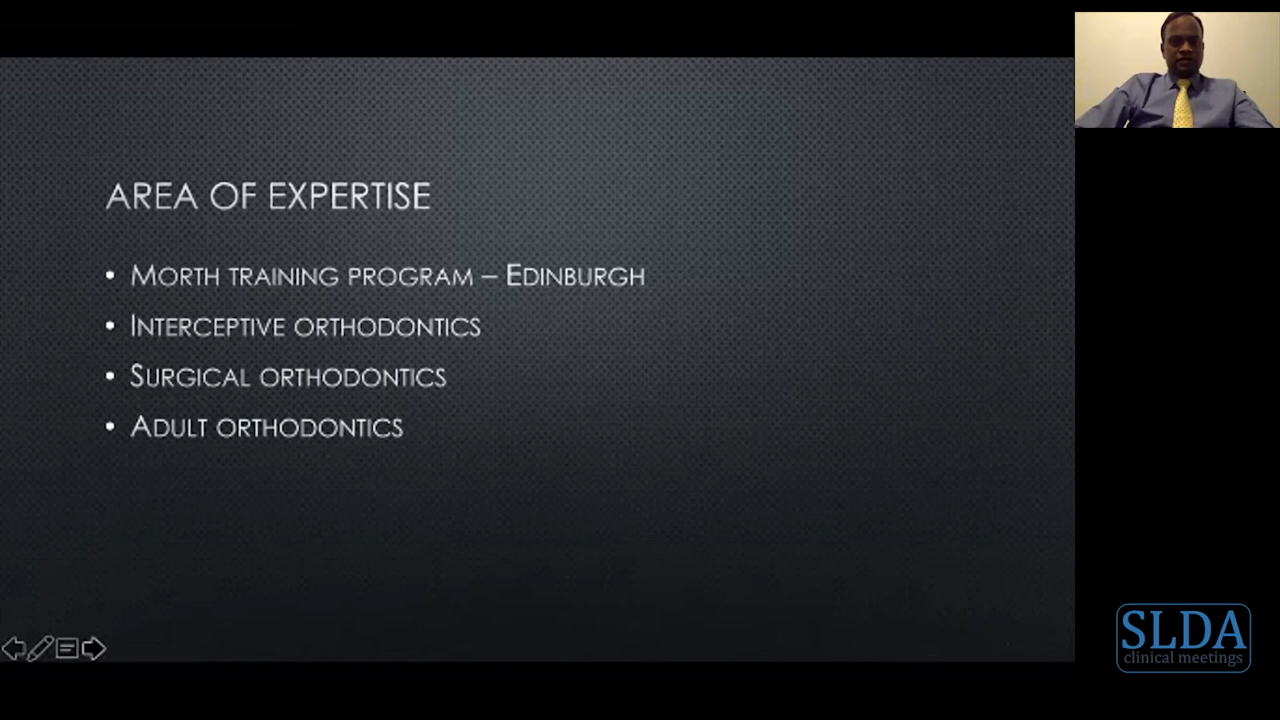 AREA OF EXPERTISE
• MORTH TRAINING PROGRAM – EDINBURGH
• INTERCEPTIVE ORTHODONTICS
• SURGICAL ORTHODONTICS
• ADULT ORTHODONTICS
SLDA
clinical meetings